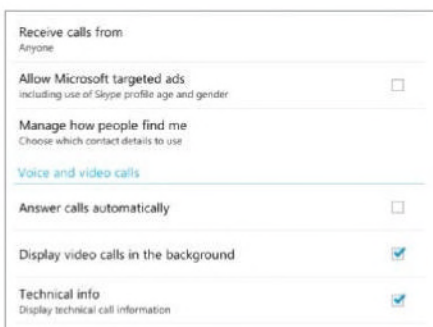 Receive calls from
Anyone
Allow Microsoft targeted ads
including use of Skype profile age and gender
Manage how people find me
Choose which contact details to use
Voice and video calls
Answer calls automatically
Display video calls in the background
Technical info
Display technical call information